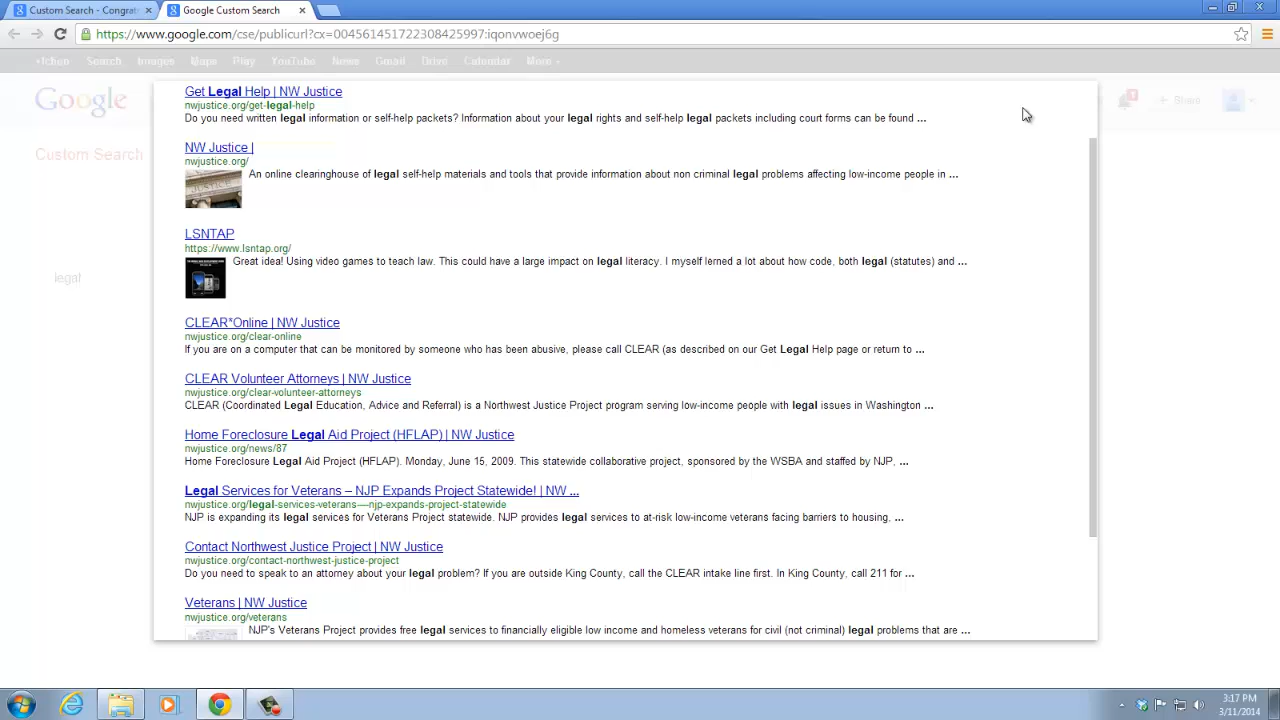 Custom Search - Congrat
Google Custom Search
https://www.google.com/cse/publicurl?cx=004561451722308425997:iqonvwoej6g
+Ichen Search Images Maps Play YouTube News Gmail Drive Calendar More
Google
Share
Custom Search
legal
Get Legal Help | NW Justice
nwjustice.org/get-legal-help
Do you need written legal information or self-help packets? Information about your legal rights and self-help legal packets including court forms can be found ...
NW Justice |
nwjustice.org/
An online clearinghouse of legal self-help materials and tools that provide information about non criminal legal problems affecting low-income people in ...
LSNTAP
https://www.lsntap.org/
Great idea! Using video games to teach law. This could have a large impact on legal literacy. I myself lerned a lot about how code, both legal (statutes) and ...
CLEAR*Online | NW Justice
nwjustice.org/clear-online
If you are on a computer that can be monitored by someone who has been abusive, please call CLEAR (as described on our Get Legal Help page or return to ...
CLEAR Volunteer Attorneys | NW Justice
nwjustice.org/clear-volunteer-attorneys
CLEAR (Coordinated Legal Education, Advice and Referral) is a Northwest Justice Project program serving low-income people with legal issues in Washington ...
Home Foreclosure Legal Aid Project (HFLAP) | NW Justice
nwjustice.org/news/87
Home Foreclosure Legal Aid Project (HFLAP). Monday, June 15, 2009. This statewide collaborative project, sponsored by the WSBA and staffed by NJP, ...
Legal Services for Veterans – NJP Expands Project Statewide! | NW ...
nwjustice.org/legal-services-veterans-—njp-expands-project-statewide
NJP is expanding its legal services for Veterans Project statewide. NJP provides legal services to at-risk low-income veterans facing barriers to housing, ...
Contact Northwest Justice Project | NW Justice
nwjustice.org/contact-northwest-justice-project
Do you need to speak to an attorney about your legal problem? If you are outside King County, call the CLEAR intake line first. In King County, call 211 for ...
Veterans | NW Justice
nwjustice.org/veterans
NJP's Veterans Project provides free legal services to financially eligible low income and homeless veterans for civil (not criminal) legal problems that are ...
3:17 PM
3/11/2014